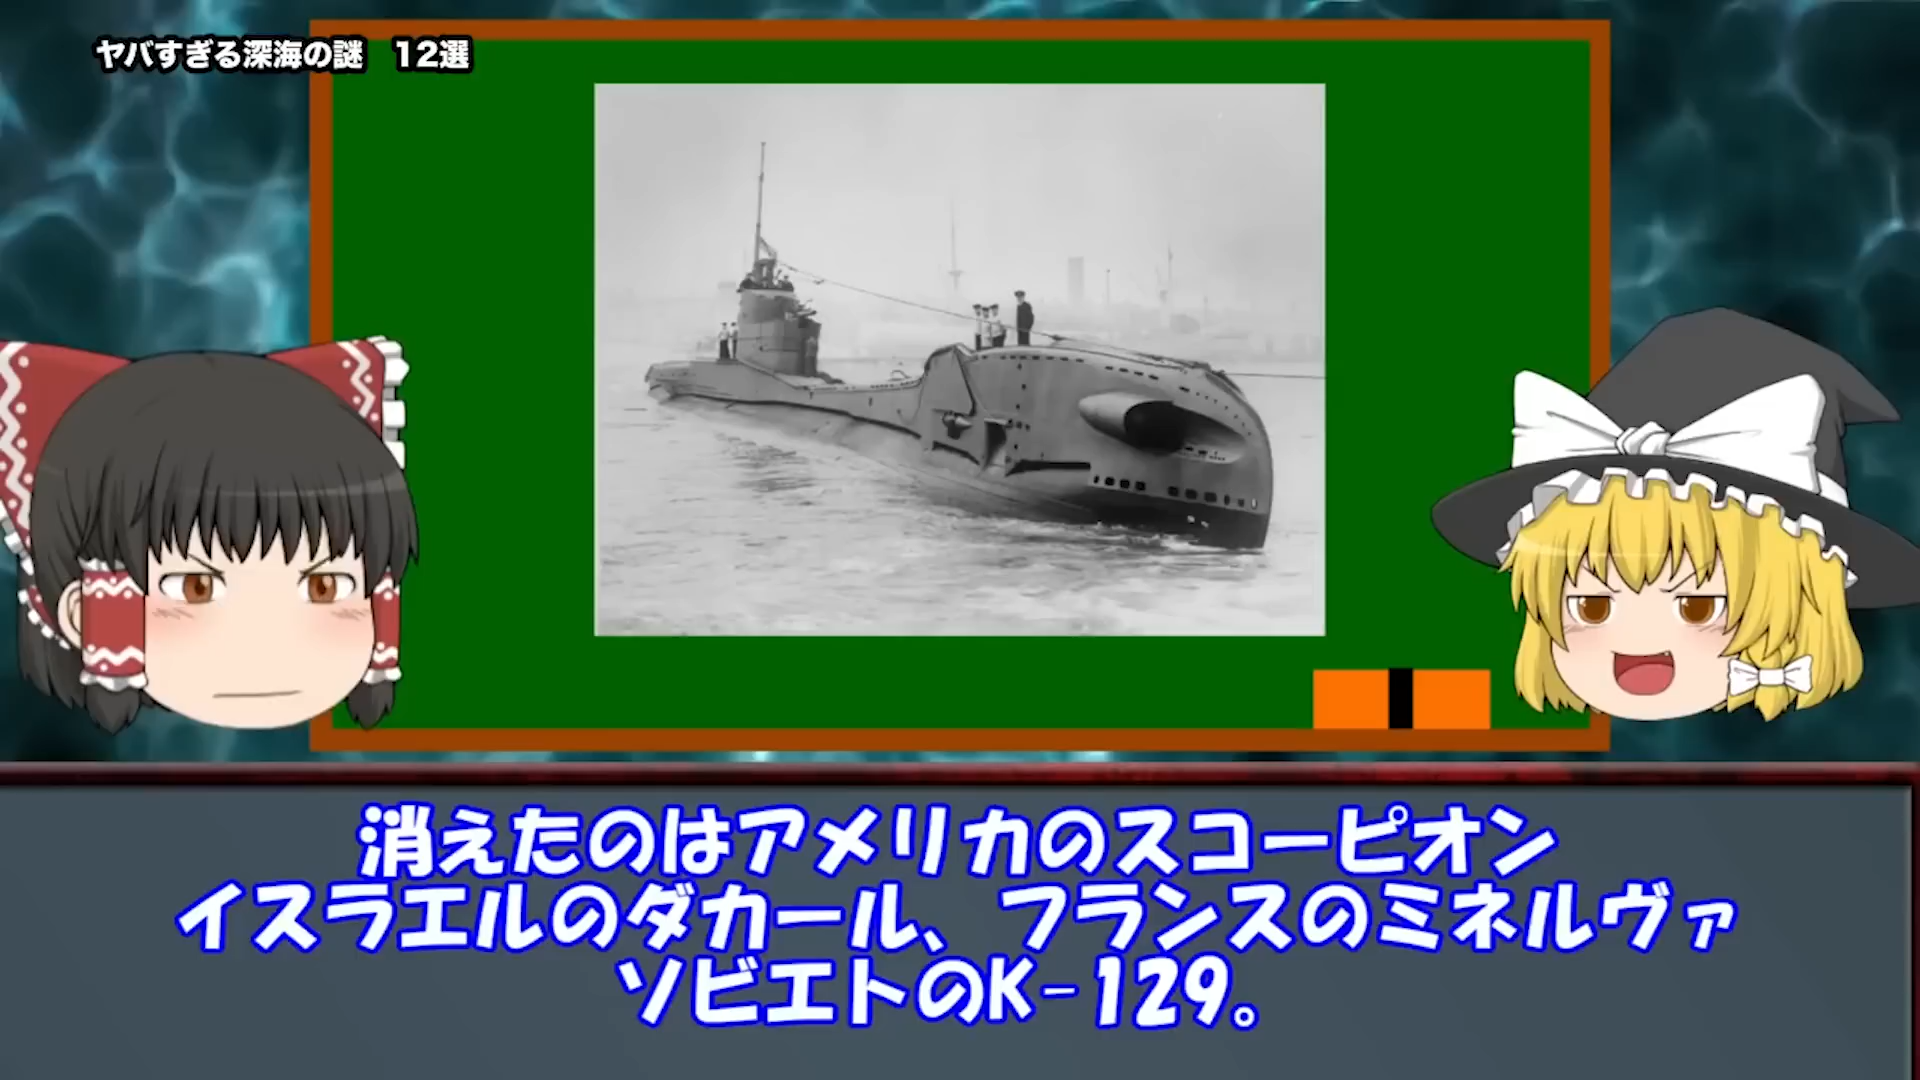 ヤバすぎる深海の謎　12選
消えたのはアメリカのスコーピオン
イスラエルのダカール、フランスのミネルヴァ
ソビエトのK-129。